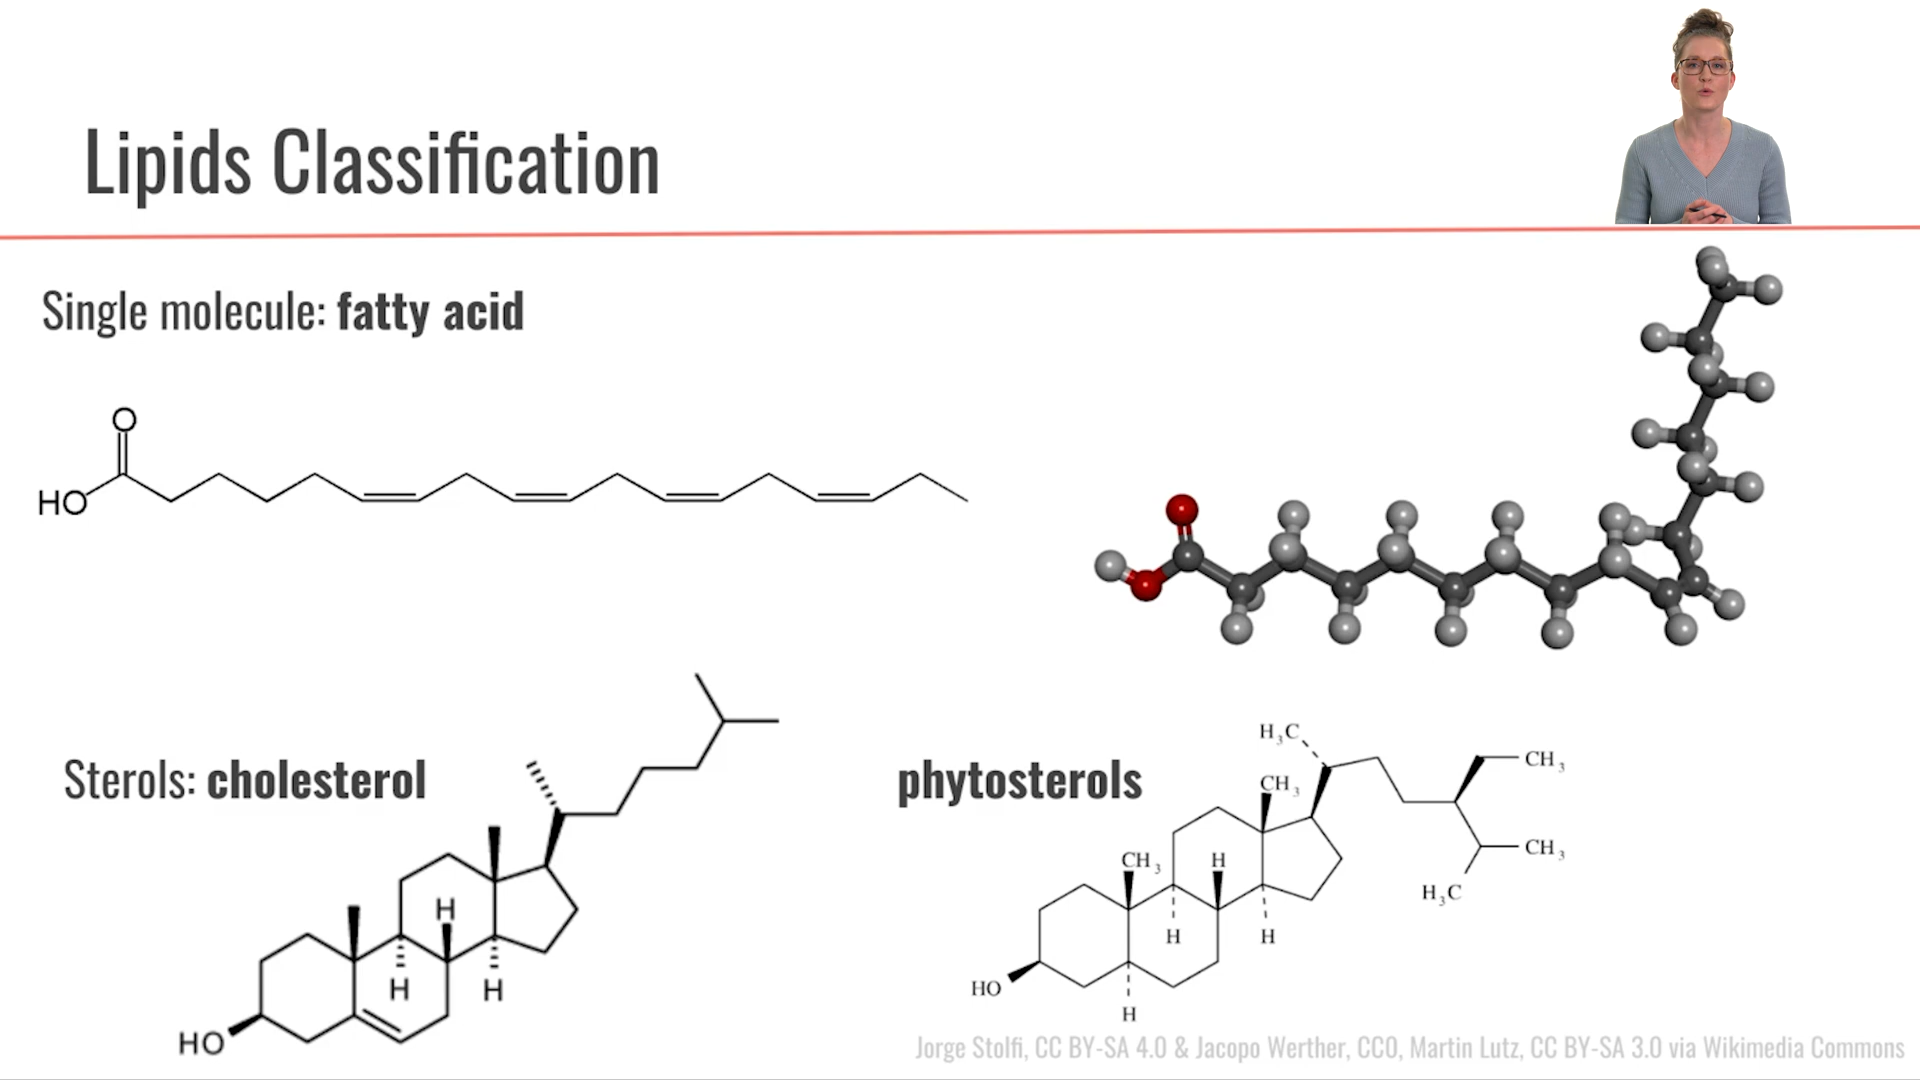 Lipids Classification
Single molecule: fatty acid
O
HO
Sterols: cholesterol
H
H
H
HO
phytosterols
H₃C
CH₃
CH₃
CH₃
H
CH₃
H₃C
H
H
HO
H
Jorge Stolfi, CC BY-SA 4.0 & Jacopo Werther, CC0, Martin Lutz, CC BY-SA 3.0 via Wikimedia Commons